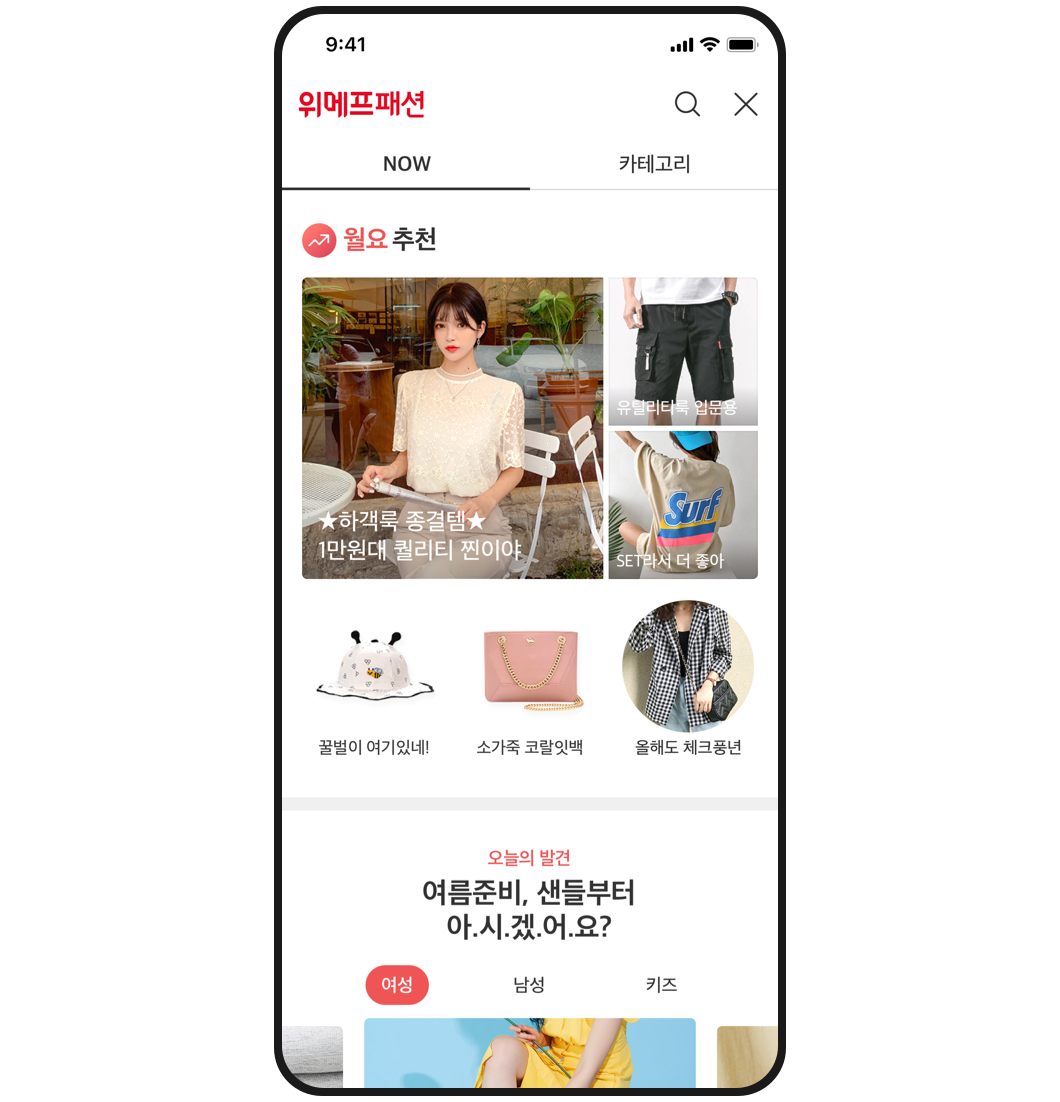 9:41
위메프패션
NOW
카테고리
월요 추천
★하객룩 종결템★
1만원대 퀄리티 찐이야
유틸리티룩 입문용
Surf
SET라서 더 좋아
꿀벌이 여기있네!
소가죽 코랄잇백
올해도 체크풍년
오늘의 발견
여름준비, 샌들부터
아.시.겠.어.요?
여성
남성
키즈